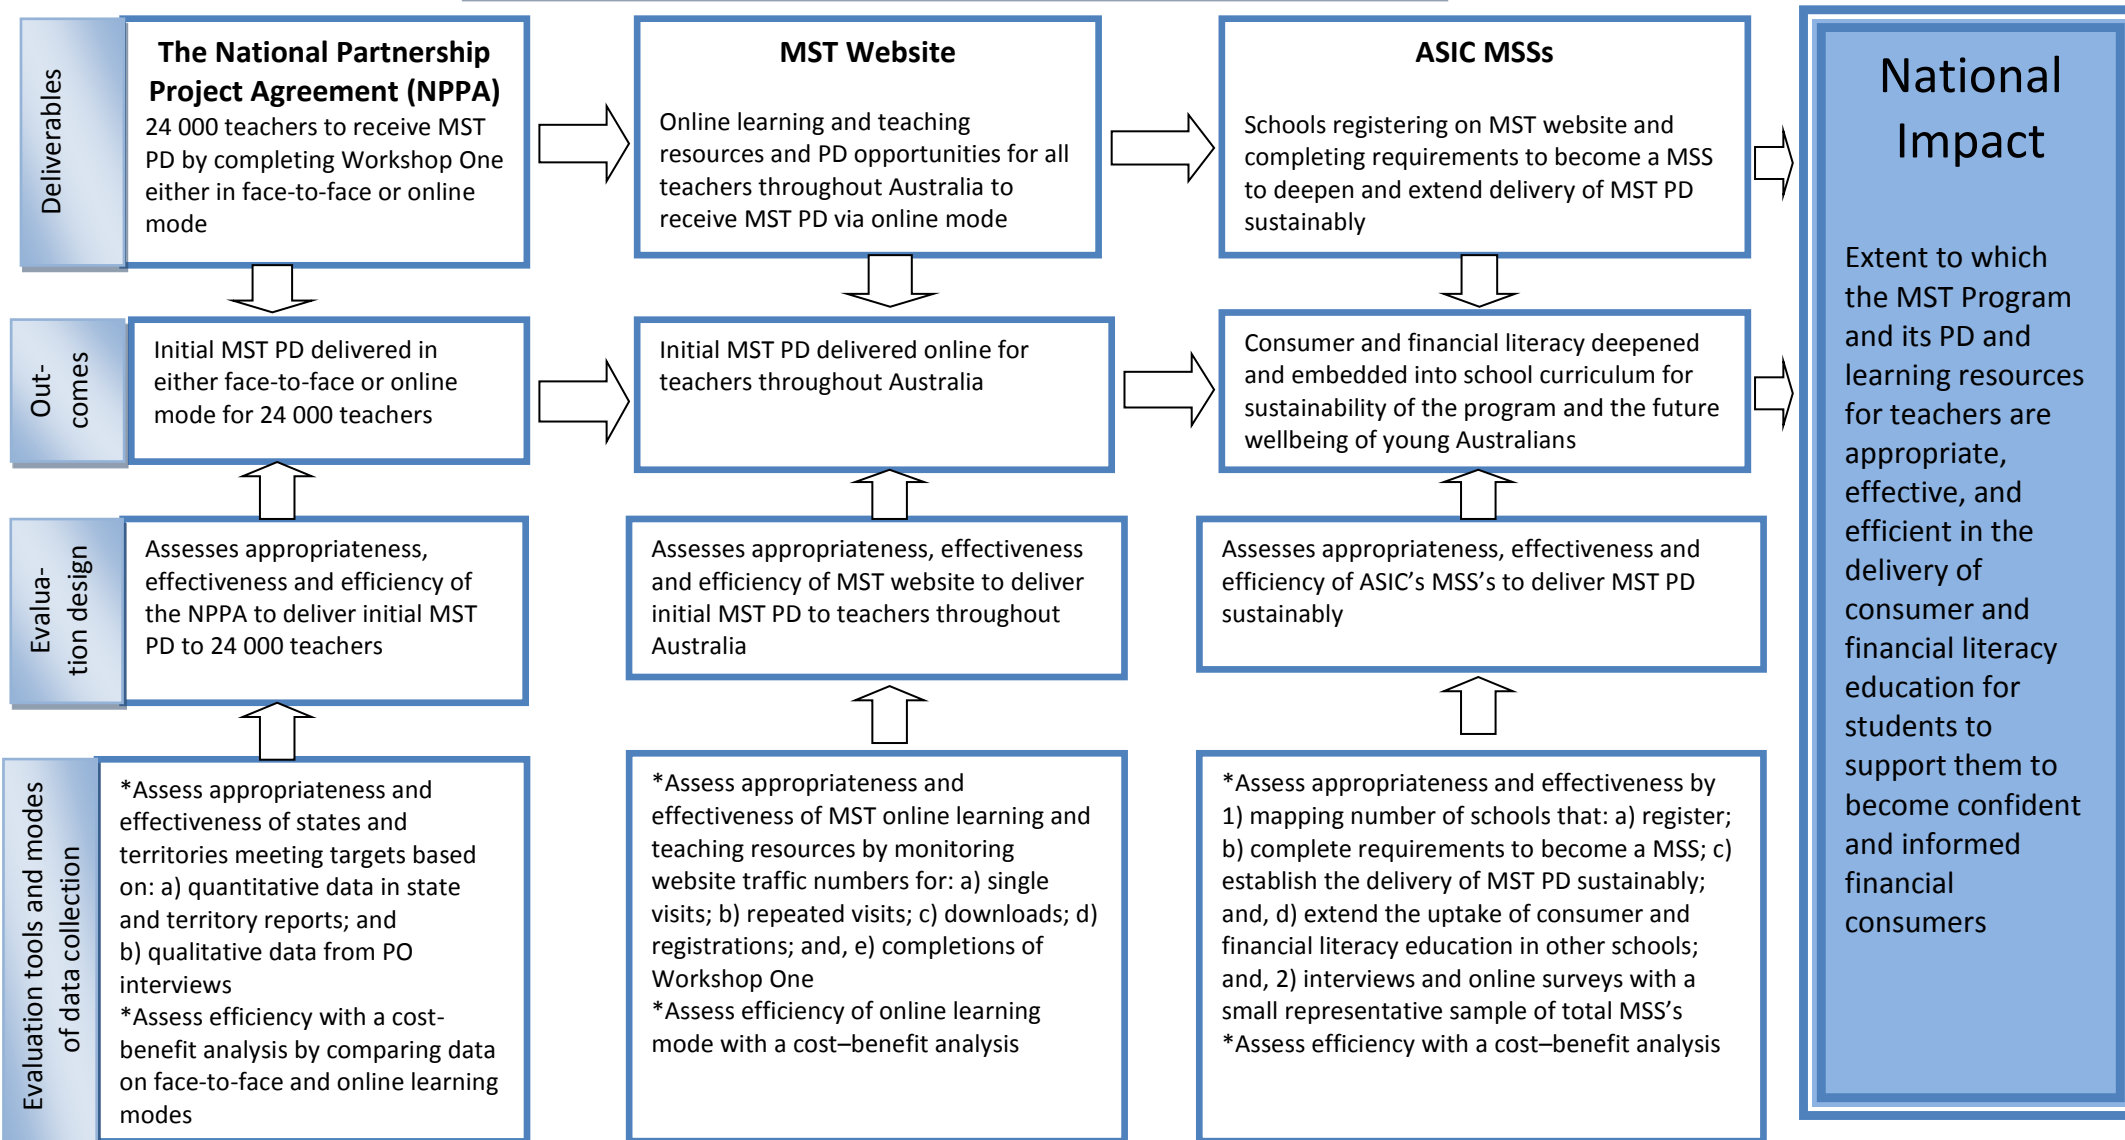 Deliverables
The National Partnership
Project Agreement (NPPA)
24 000 teachers to receive MST
PD by completing Workshop One
either in face-to-face or online
mode
MST Website
Online learning and teaching
resources and PD opportunities for all
teachers throughout Australia to
receive MST PD via online mode
ASIC MSSs
Schools registering on MST website and
completing requirements to become a MSS
to deepen and extend delivery of MST PD
sustainably
Out-
comes
Initial MST PD delivered in
either face-to-face or online
mode for 24 000 teachers
Initial MST PD delivered online for
teachers throughout Australia
Consumer and financial literacy deepened
and embedded into school curriculum for
sustainability of the program and the future
wellbeing of young Australians
Evalua-
tion design
Assesses appropriateness,
effectiveness and efficiency of
the NPPA to deliver initial MST
PD to 24 000 teachers
Assesses appropriateness, effectiveness
and efficiency of MST website to deliver
initial MST PD to teachers throughout
Australia
Assesses appropriateness, effectiveness and
efficiency of ASIC’s MSS’s to deliver MST PD
sustainably
Evaluation tools and modes
of data collection
*Assess appropriateness and
effectiveness of states and
territories meeting targets based
on: a) quantitative data in state
and territory reports; and
b) qualitative data from PO
interviews
*Assess efficiency with a cost-
benefit analysis by comparing data
on face-to-face and online learning
modes
*Assess appropriateness and
effectiveness of MST online learning and
teaching resources by monitoring
website traffic numbers for: a) single
visits; b) repeated visits; c) downloads; d)
registrations; and, e) completions of
Workshop One
*Assess efficiency of online learning
mode with a cost–benefit analysis
*Assess appropriateness and effectiveness by
1) mapping number of schools that: a) register;
b) complete requirements to become a MSS; c)
establish the delivery of MST PD sustainably;
and, d) extend the uptake of consumer and
financial literacy education in other schools;
and, 2) interviews and online surveys with a
small representative sample of total MSS’s
*Assess efficiency with a cost–benefit analysis
National
Impact
Extent to which
the MST Program
and its PD and
learning resources
for teachers are
appropriate,
effective, and
efficient in the
delivery of
consumer and
financial literacy
education for
students to
support them to
become confident
and informed
financial
consumers